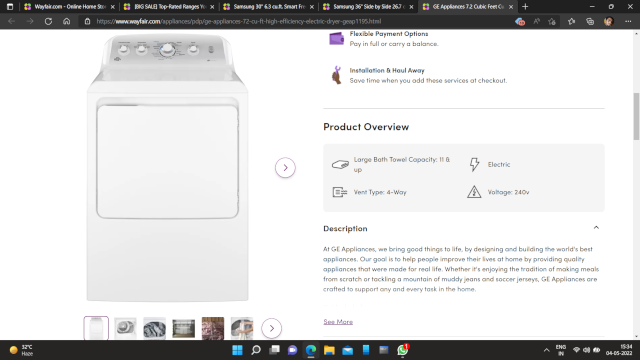 Wayfair.com - Online Home Store
[BIG SALE] Top-Rated Ranges Yo
Samsung 30" 6.3 cu.ft. Smart Fre
Samsung 36" Side by Side 26.7 c
GE Appliances 7.2 Cubic Feet Cu
https://www.wayfair.com/appliances/pdp/ge-appliances-72-cu-ft-high-efficiency-electric-dryer-geap1195.html
Flexible Payment Options
Pay in full or carry a balance.
Installation & Haul Away
Save time when you add these services at checkout.
Product Overview
Large Bath Towel Capacity: 11 &
up
Electric
Vent Type: 4-Way
Voltage: 240v
Description
At GE Appliances, we bring good things to life, by designing and building the world's best
appliances. Our goal is to help people improve their lives at home by providing quality
appliances that were made for real life. Whether it's enjoying the tradition of making meals
from scratch or tackling a mountain of muddy jeans and soccer jerseys, GE Appliances are
crafted to support any and every task in the home.
See More
32°C
Haze
ENG
IN
15:34
04-05-2022